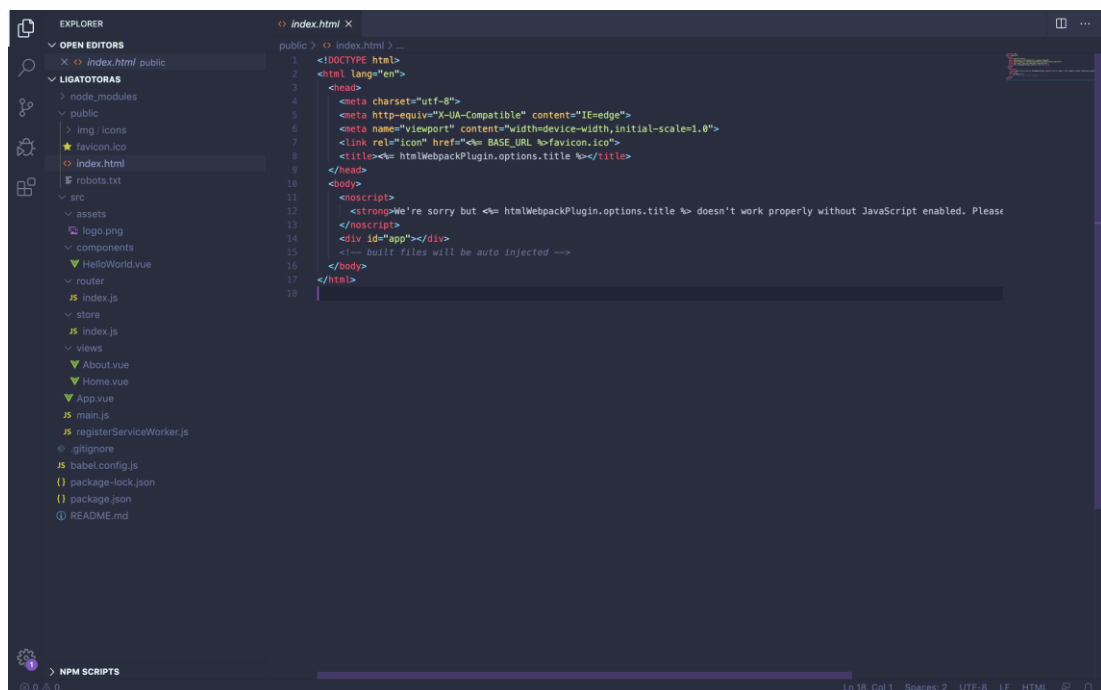 EXPLORER
OPEN EDITORS
index.html public
LIGATOTORAS
node_modules
public
img / icons
favicon.ico
index.html
robots.txt
src
assets
logo.png
components
HelloWorld.vue
router
JS index.js
store
JS index.js
views
About.vue
Home.vue
App.vue
JS main.js
JS registerServiceWorker.js
.gitignore
JS babel.config.js
{} package-lock.json
{} package.json
README.md
NPM SCRIPTS
<> index.html ×
public > <> index.html > ...
1 <!DOCTYPE html>
2 <html lang="en">
3 <head>
4 <meta charset="utf-8">
5 <meta http-equiv="X-UA-Compatible" content="IE=edge">
6 <meta name="viewport" content="width=device-width,initial-scale=1.0">
7 <link rel="icon" href="<%= BASE_URL %>favicon.ico">
8 <title><%= htmlWebpackPlugin.options.title %></title>
9 </head>
10 <body>
11 <noscript>
12 <strong>We're sorry but <%= htmlWebpackPlugin.options.title %> doesn't work properly without JavaScript enabled. Please
13 </noscript>
14 <div id="app"></div>
15 <!-- built files will be auto injected -->
16 </body>
17 </html>
18
1
0 0
Ln 18, Col 1 Spaces: 2 UTF-8 LF HTML